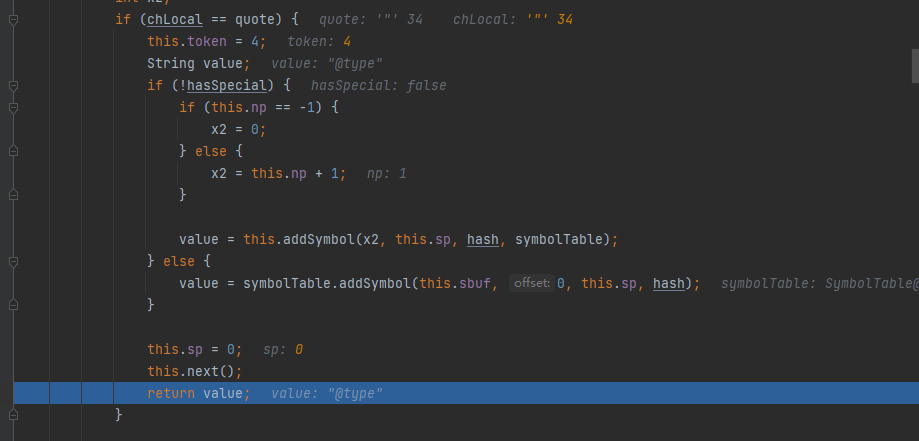 int x2;
if (chLocal == quote) { quote: '"' 34 chLocal: '"' 34
this.token = 4; token: 4
String value; value: "@type"
if (!hasSpecial) { hasSpecial: false
if (this.np == -1) {
x2 = 0;
} else {
x2 = this.np + 1; np: 1
}
value = this.addSymbol(x2, this.sp, hash, symbolTable);
} else {
value = symbolTable.addSymbol(this.sbuf, offset: 0, this.sp, hash); symbolTable: SymbolTable@
}
this.sp = 0; sp: 0
this.next();
return value; value: "@type"
}